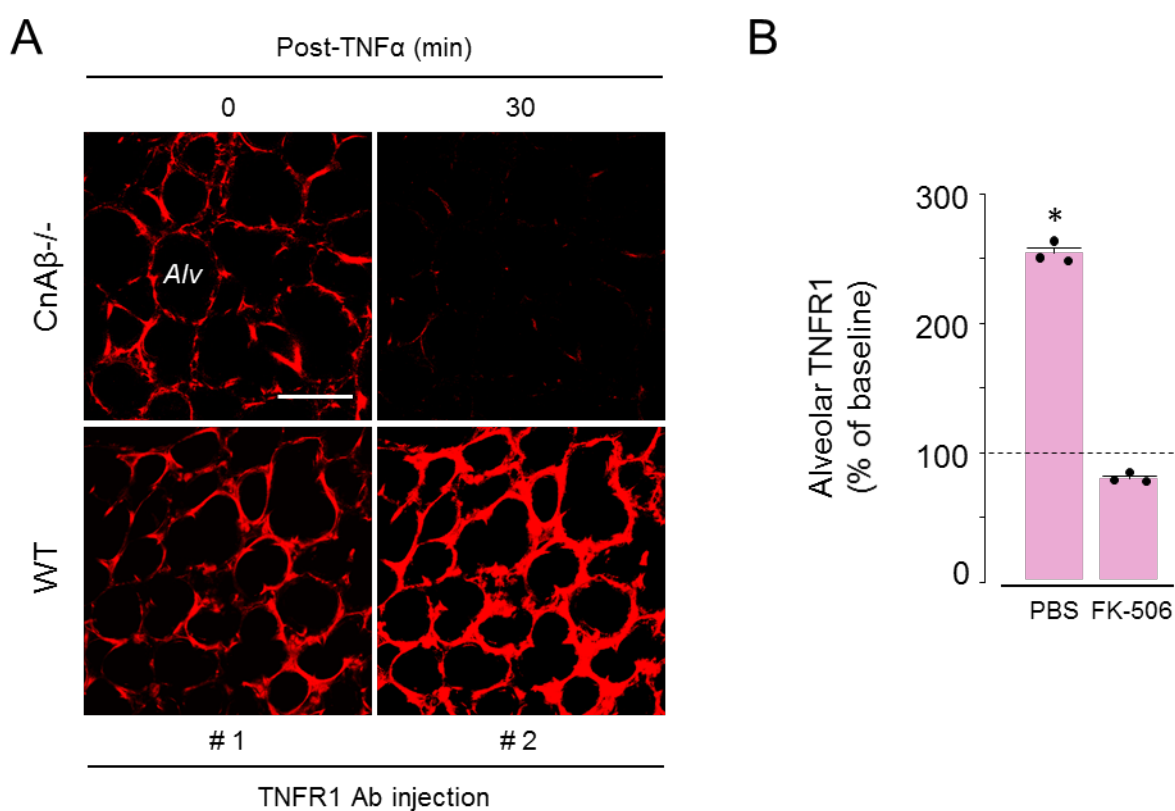 A
Post-TNFα (min)
0 30
CnAβ-/-
Alv
WT
# 1 # 2
TNFR1 Ab injection
B
Alveolar TNFR1
(% of baseline)
300
*
200
100
0
PBS FK-506